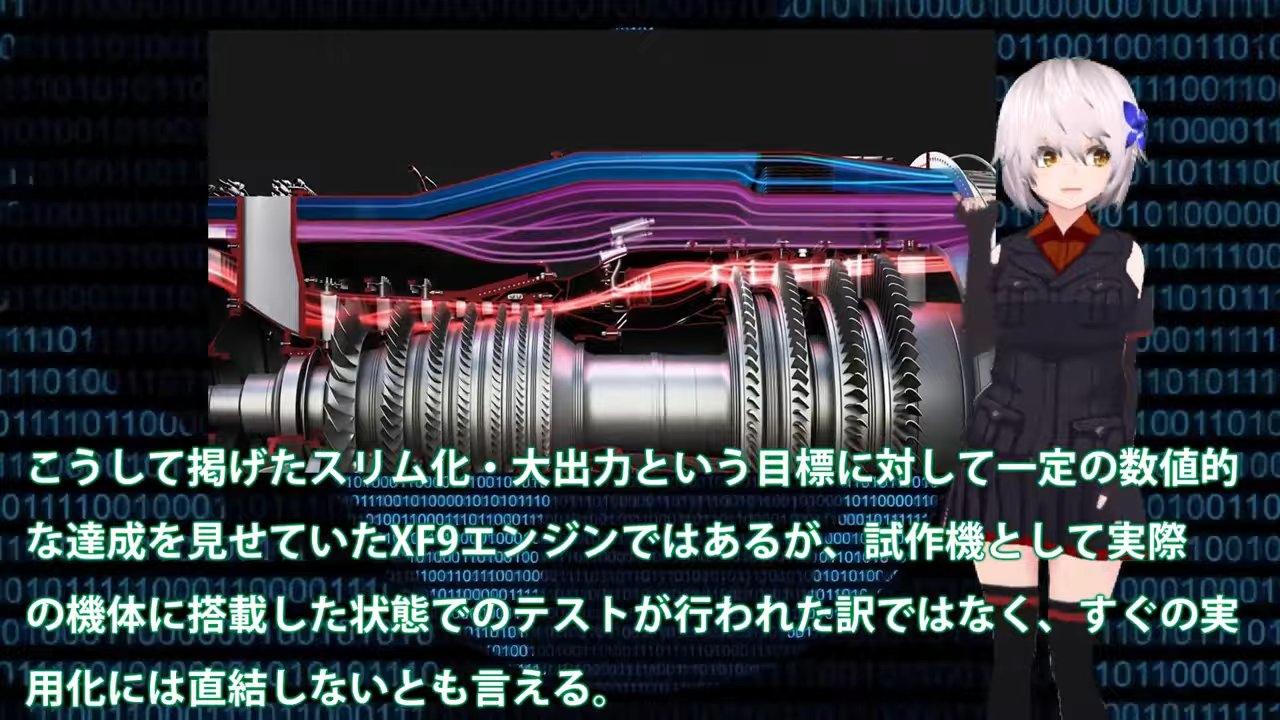 こうして掲げたスリム化・大出力という目標に対して一定の数値的
な達成を見せていたXF9エンジンではあるが、試作機として実際
の機体に搭載した状態でのテストが行われた訳ではなく、すぐの実
用化には直結しないとも言える。